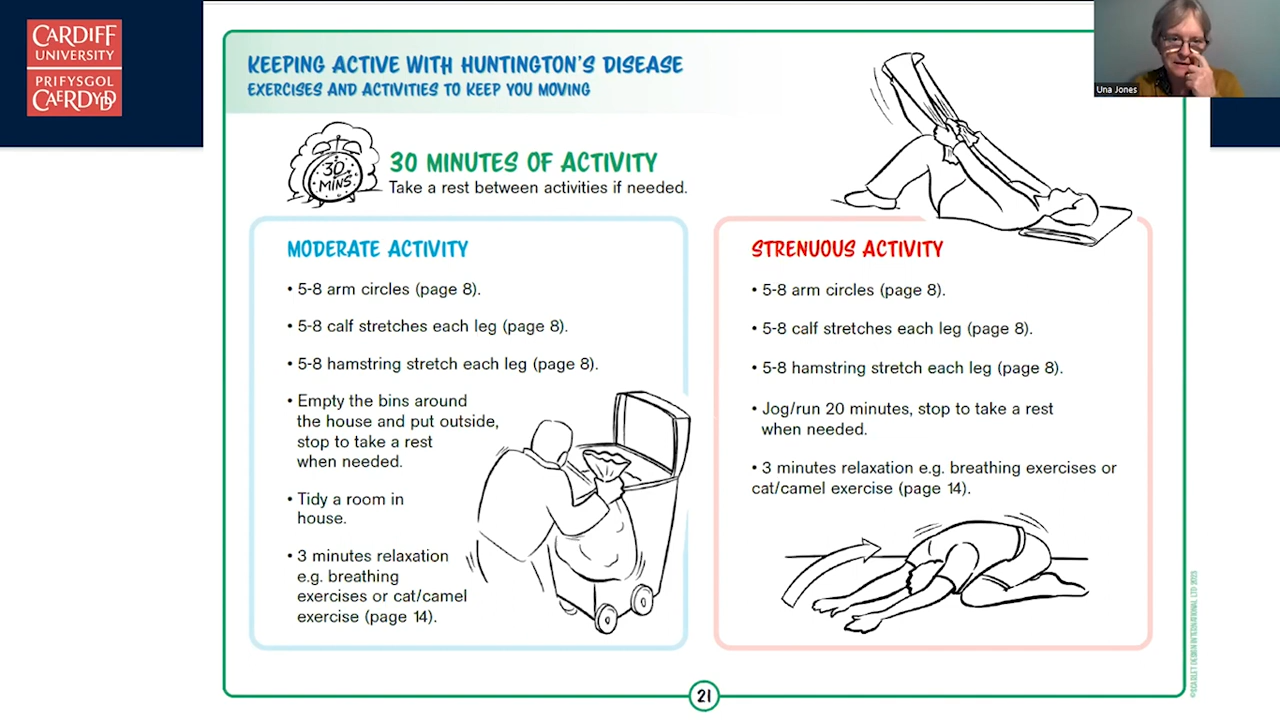 CARDIFF
UNIVERSITY
PRIFYSGOL
CAERDYDD
Una Jones
KEEPING ACTIVE WITH HUNTINGTON'S DISEASE
EXERCISES AND ACTIVITIES TO KEEP YOU MOVING
30
MINS
30 MINUTES OF ACTIVITY
Take a rest between activities if needed.
MODERATE ACTIVITY
• 5-8 arm circles (page 8).
• 5-8 calf stretches each leg (page 8).
• 5-8 hamstring stretch each leg (page 8).
• Empty the bins around
the house and put outside,
stop to take a rest
when needed.
• Tidy a room in
house.
• 3 minutes relaxation
e.g. breathing
exercises or cat/camel
exercise (page 14).
STRENUOUS ACTIVITY
• 5-8 arm circles (page 8).
• 5-8 calf stretches each leg (page 8).
• 5-8 hamstring stretch each leg (page 8).
• Jog/run 20 minutes, stop to take a rest
when needed.
• 3 minutes relaxation e.g. breathing exercises or
cat/camel exercise (page 14).
©SCARLET DESIGN INTERNATIONAL LTD 2023
21